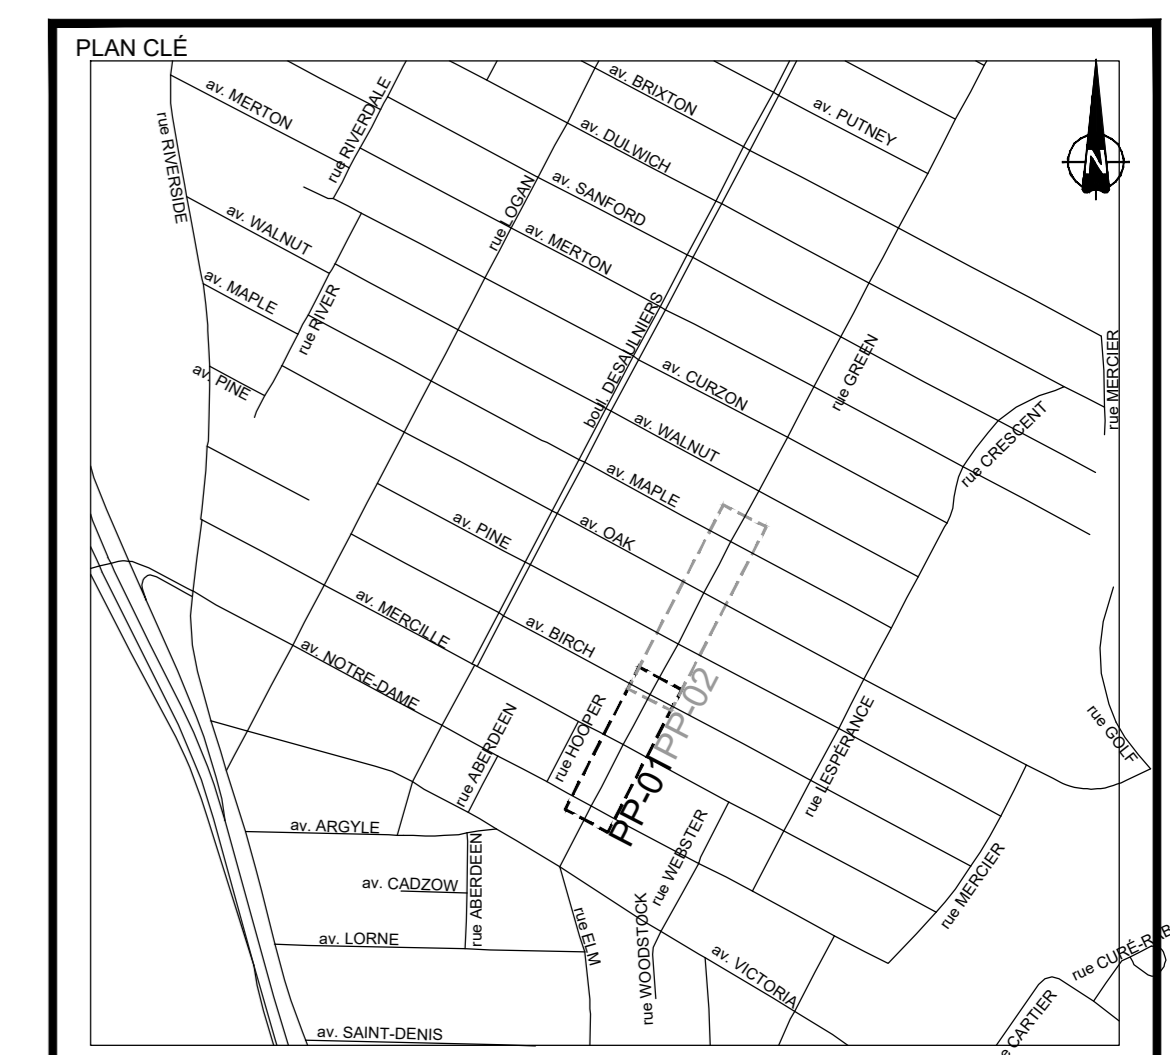 PLAN CLÉ
av. MERTON
rue RIVERDALE
av. BRIXTON
av. PUTNEY
rue RIVERSIDE
av. DULWICH
N
av. SANFORD
rue LOGAN
av. WALNUT
av. MERTON
av. MAPLE
rue RIVER
boul. DESAULNIERS
rue GREEN
rue MERCIER
av. PINE
av. CURZON
rue CRESCENT
av. WALNUT
av. MAPLE
av. PINE
av. OAK
av. MERCILLE
av. BIRCH
av. NOTRE-DAME
PP-02
rue HOOPER
rue ABERDEEN
rue LESPÉRANCE
rue GOLF
PP-01
av. ARGYLE
rue WEBSTER
av. CADZOW
rue ABERDEEN
rue MERCIER
av. LORNE
rue ELM
rue WOODSTOCK
av. VICTORIA
rue CURÉ-
CARTIER
av. SAINT-DENIS